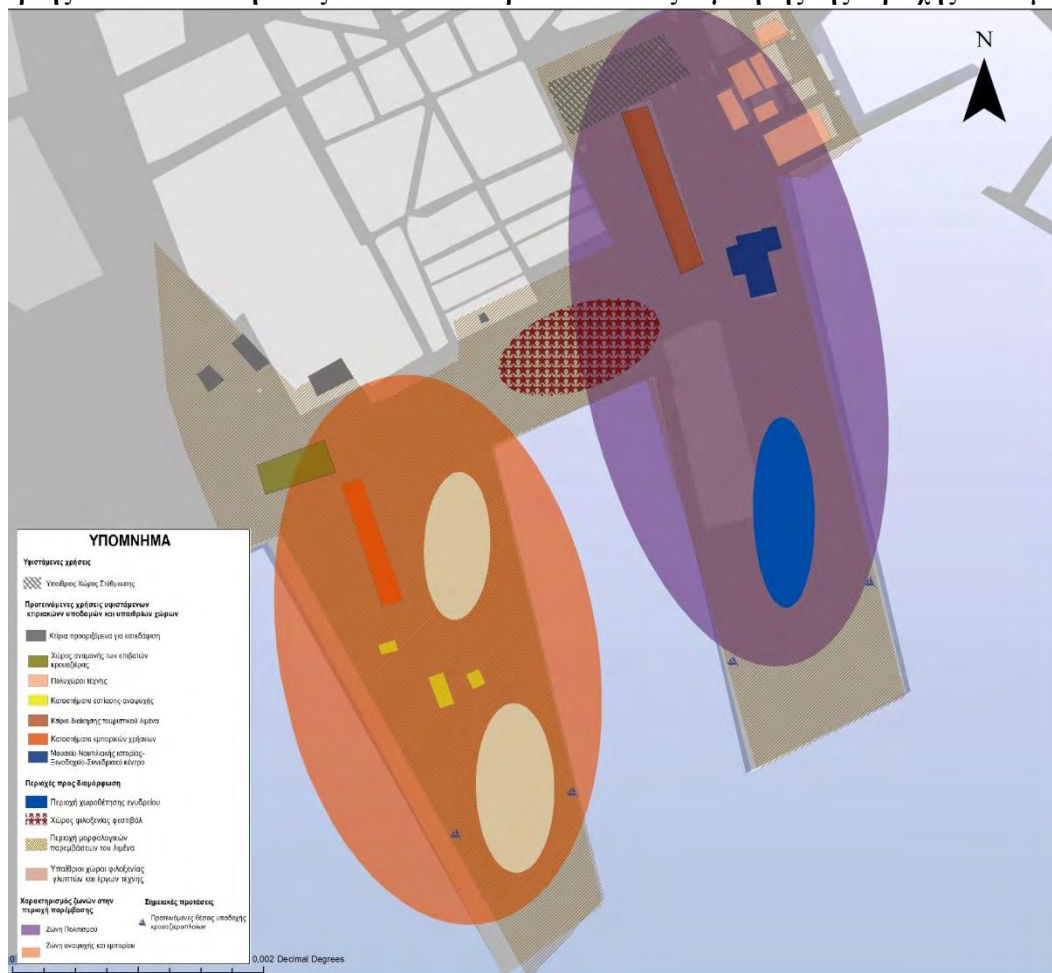 N
ΥΠΟΜΝΗΜΑ
Υφιστάμενες χρήσεις
Υπαίθριος Χώρος Στάθμευσης
Προτεινόμενες χρήσεις υφιστάμενων
κτιριακών υποδομών και υπαιθρίων χώρων
Κτίρια προοριζόμενα για κατεδάφιση
Χώρος αναμονής των επιβατών
κρουαζιέρας
Πολυχώροι τέχνης
Καταστήματα εστίασης-αναψυχής
Κτίριο διοίκησης τουριστικού λιμένα
Καταστήματα εμπορικών χρήσεων
Μουσείο Ναυτιλιακής ιστορίας-
Ξενοδοχείο-Συνεδριακό κέντρο
Περιοχές προς διαμόρφωση
Περιοχή χωροθέτησης ενυδρείου
Χώρος φιλοξενίας φεστιβάλ
Περιοχή μορφολογικών
παρεμβάσεων του λιμένα
Υπαίθριοι χώροι φιλοξενίας
γλυπτών και έργων τέχνης
Χαρακτηρισμός ζωνών στην
περιοχή παρέμβασης
Ζώνη Πολιτισμού
Ζώνη αναψυχής και εμπορίου
Σημειακές προτάσεις
Προτεινόμενες θέσεις υποδοχής
κρουαζιεροπλοίων
0 0.002 Decimal Degrees